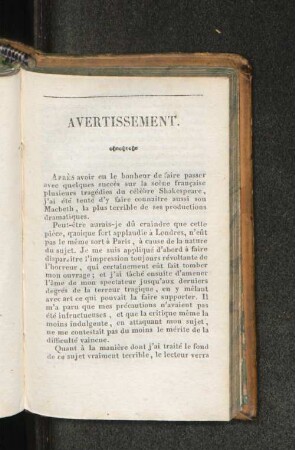 AVERTISSEMENT.
APRÈS avoir eu le bonheur de faire passer
avec quelques succès sur la scène française
plusieurs tragédies du célèbre Shakespeare,
j'ai été tenté d'y faire connaître aussi son
Macbeth, la plus terrible de ses productions
dramatiques.
Peut-être aurais-je dû craindre que cette
pièce, quoique fort applaudie à Londres, n'eût
pas le même sort à Paris, à cause de la nature
du sujet. Je me suis appliqué d'abord à faire
disparaître l'impression toujours révoltante de
l'horreur, qui certainement eût fait tomber
mon ouvrage; et j'ai tâché ensuite d'amener
l'âme de mon spectateur jusqu'aux derniers
degrés de la terreur tragique, en y mêlant
avec art ce qui pouvait la faire supporter. Il
m'a paru que mes précautions n'avaient pas
été infructueuses, et que la critique même la
moins indulgente, en attaquant mon sujet,
ne me contestait pas du moins le mérite de la
difficulté vaincue.
Quant à la manière dont j'ai traité le fond
de ce sujet vraiment terrible, le lecteur verra